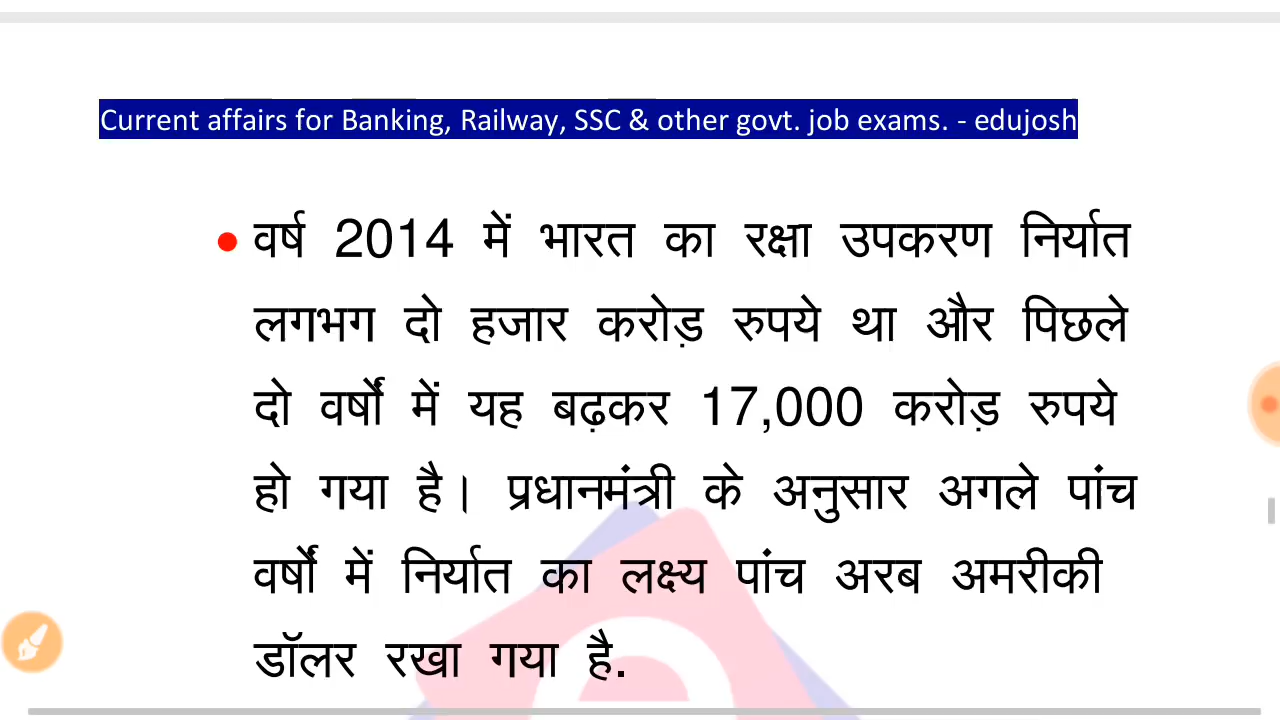 Current affairs for Banking, Railway, SSC & other govt. job exams. - edujosh
• वर्ष 2014 में भारत का रक्षा उपकरण निर्यात
लगभग दो हजार करोड़ रुपये था और पिछले
दो वर्षों में यह बढ़कर 17,000 करोड़ रुपये
हो गया है। प्रधानमंत्री के अनुसार अगले पांच
वर्षों में निर्यात का लक्ष्य पांच अरब अमरीकी
डॉलर रखा गया है.